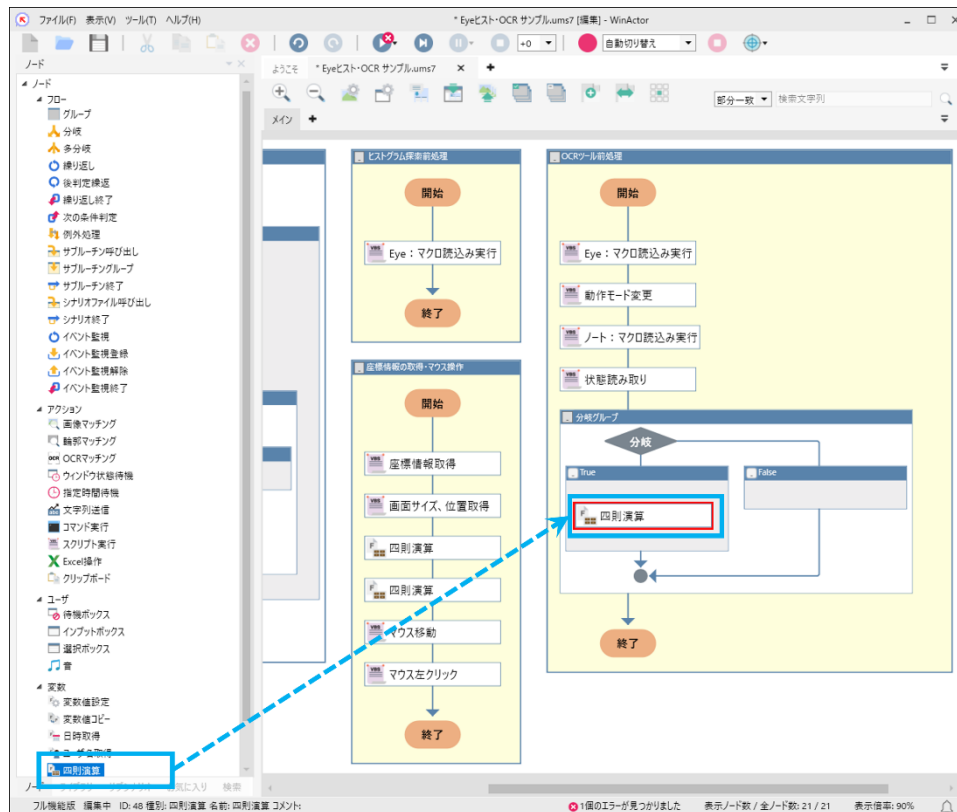 ファイル(F) 表示(V) ツール(T) ヘルプ(H)
* Eyeヒスト･OCR サンプル.ums7 [編集] - WinActor
+0
自動切り替え
ノード
ようこそ
* Eyeヒスト･OCR サンプル.ums7
部分一致
検索文字列
メイン
ノード
フロー
グループ
分岐
多分岐
繰り返し
後判定繰返
繰り返し終了
次の条件判定
例外処理
サブルーチン呼び出し
サブルーチングループ
サブルーチン終了
シナリオファイル呼び出し
シナリオ終了
イベント監視
イベント監視登録
イベント監視解除
イベント監視終了
アクション
画像マッチング
輪郭マッチング
OCRマッチング
ウィンドウ状態待機
指定時間待機
文字列送信
コマンド実行
スクリプト実行
Excel操作
クリップボード
ユーザ
待機ボックス
インプットボックス
選択ボックス
音
変数
変数値設定
変数値コピー
日時取得
四則演算
検索
ヒストグラム探索前処理
開始
Eye：マクロ読込み実行
終了
座標情報の取得･マウス操作
開始
座標情報取得
画面サイズ、位置取得
四則演算
四則演算
マウス移動
マウス左クリック
終了
OCRツール前処理
開始
Eye：マクロ読込み実行
動作モード変更
ノート：マクロ読込み実行
状態読み取り
分岐グループ
分岐
True
False
四則演算
終了
フル機能版 編集中 ID: 48 種別: 四則演算 名前: 四則演算 コメント:
1個のエラーが見つかりました
表示ノード数 / 全ノード数: 21 / 21
表示倍率: 90%